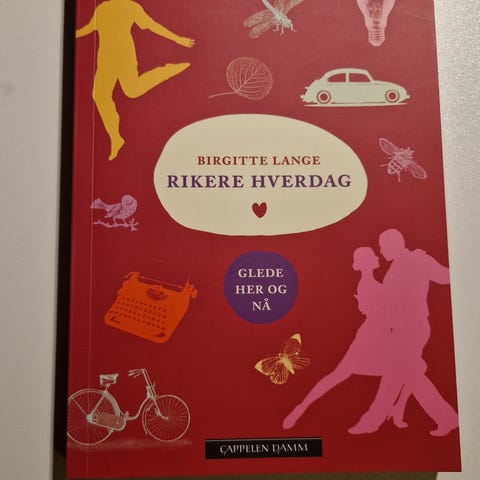 BIRGITTE LANGE
RIKERE HVERDAG
GLEDE
HER OG
NÅ
CAPPELEN DAMM